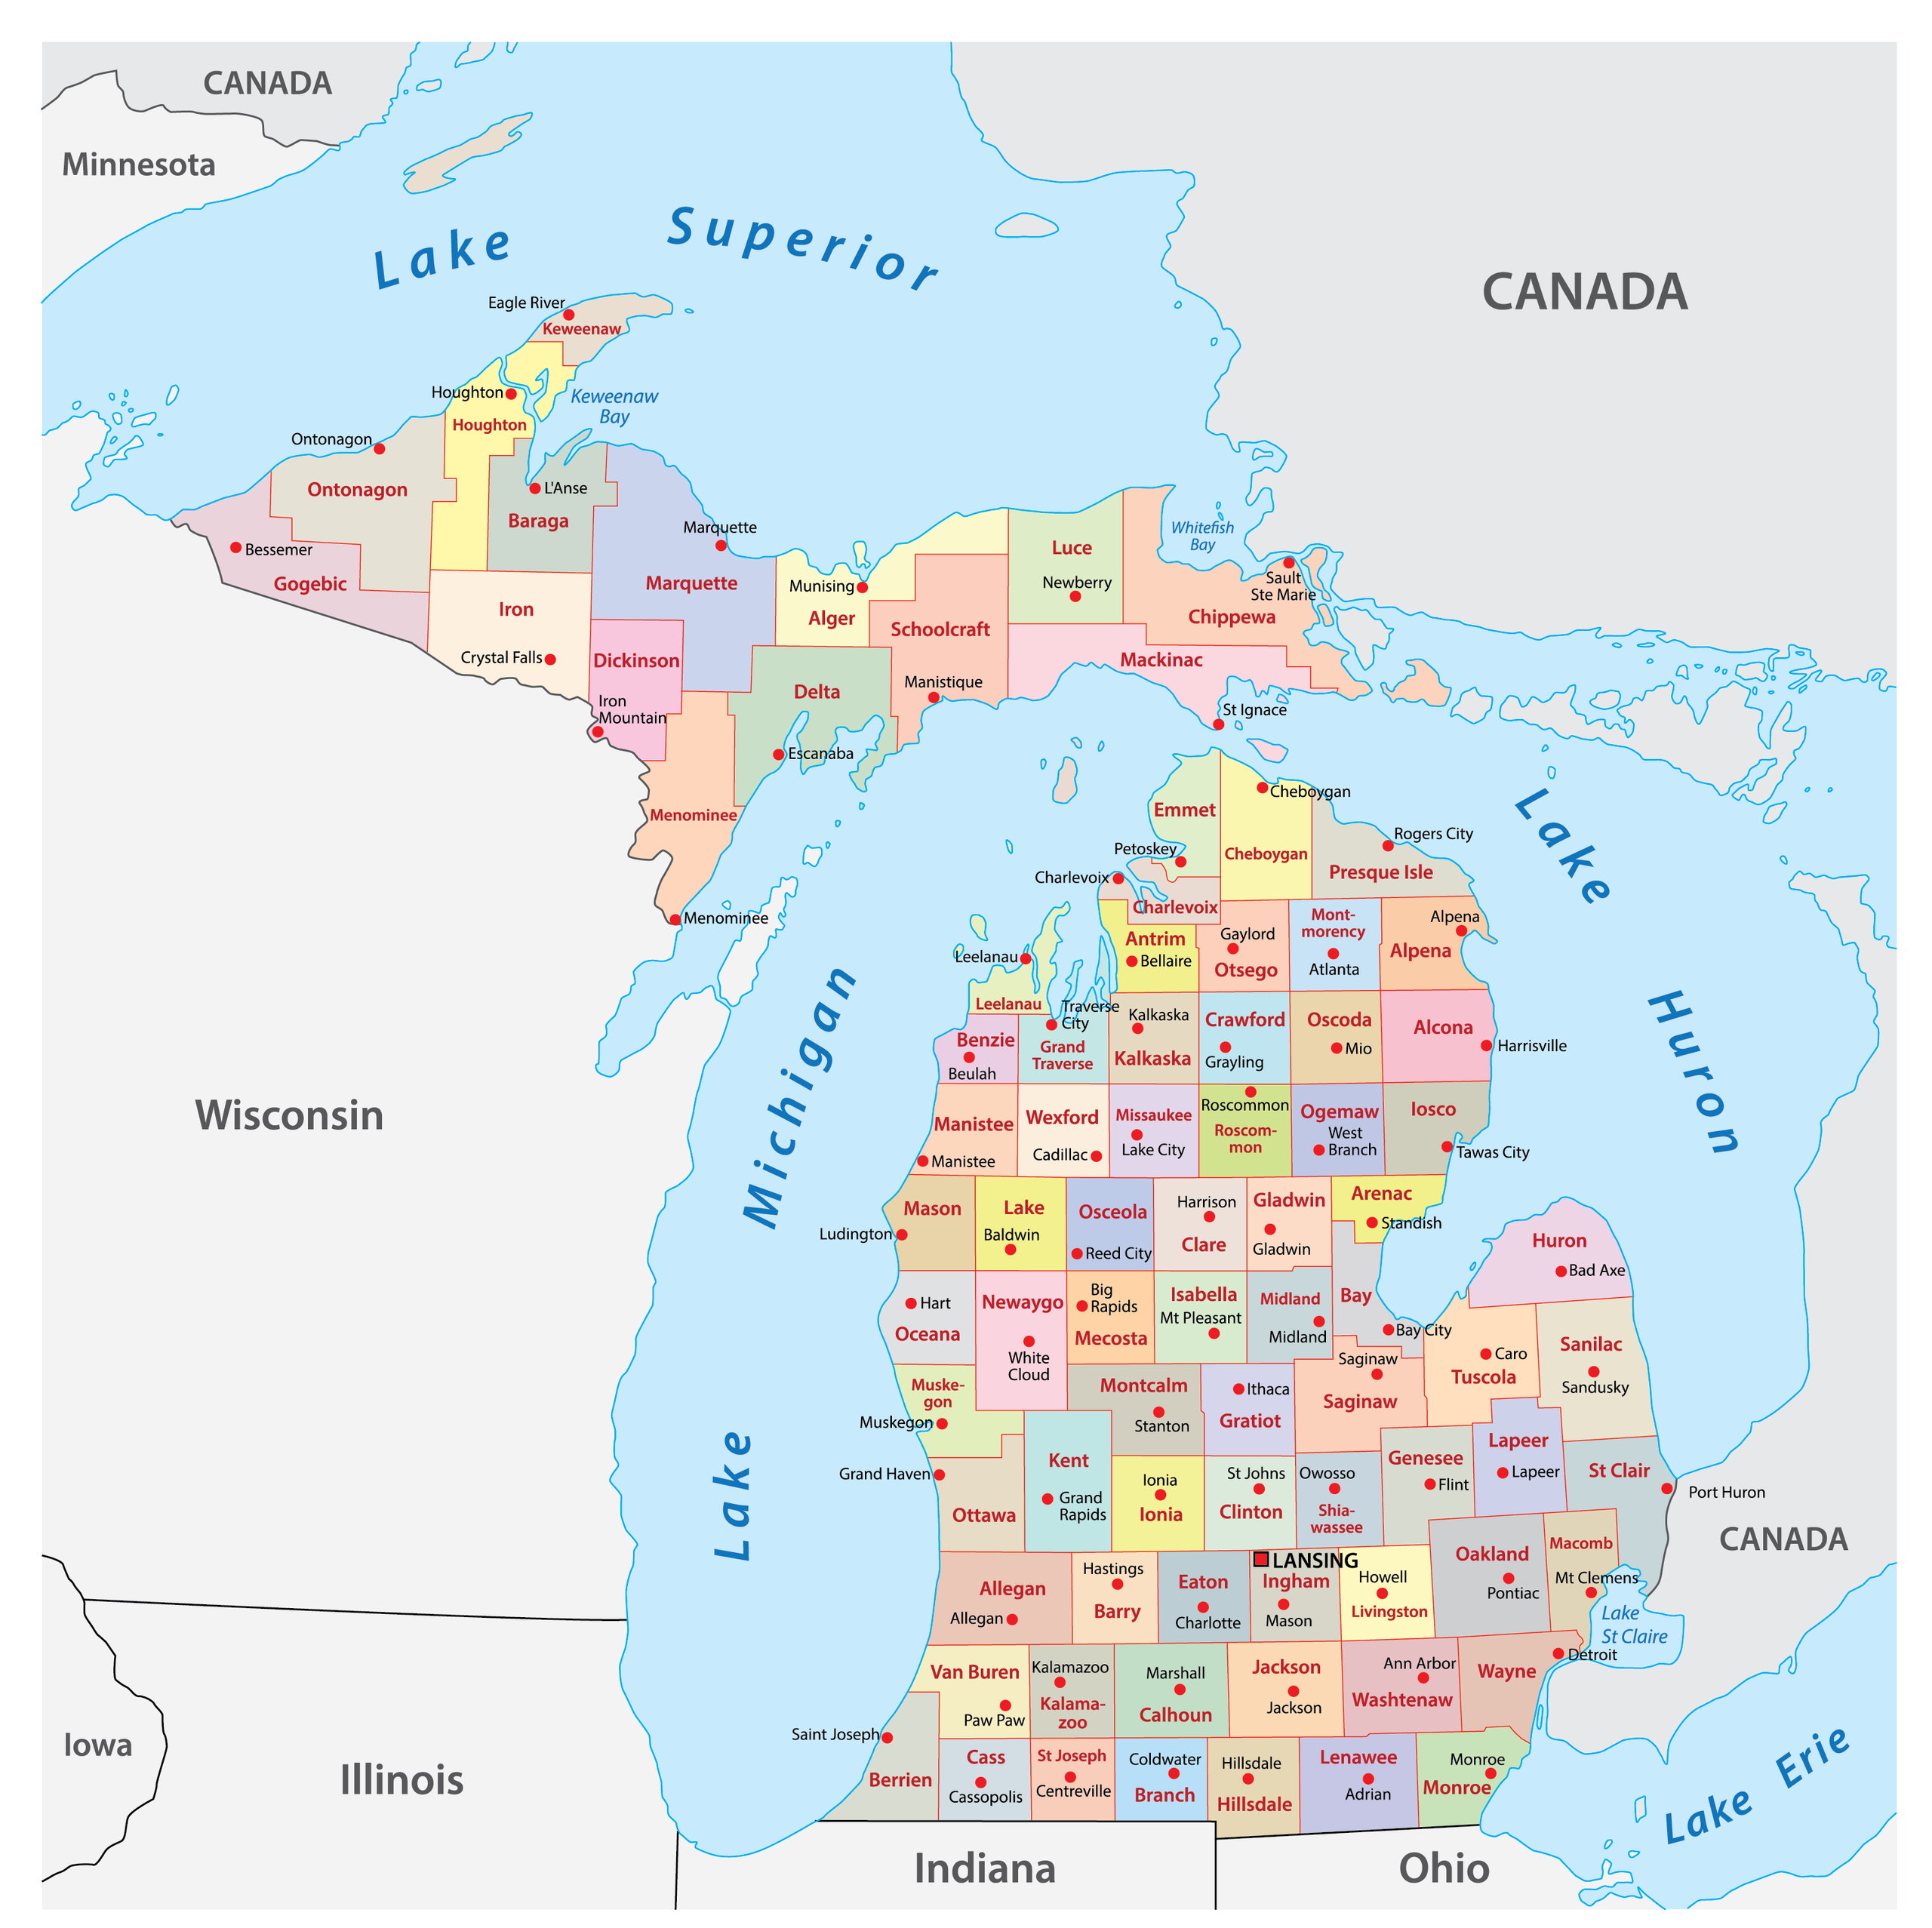 CANADA
Minnesota
Lake Superior
CANADA
Eagle River
Keweenaw
Houngton
Keweenaw
Bay
Houghton
Ontonagon
Ontonagon
L'Anse
Baraga
Marquette
Whitefish
Bay
Luce
Bessemer
Gogebic
Marquette
Munising
Newberry
Sault
Ste Marie
Iron
Alger
Schoolcraft
Chippewa
Crystal Falls
Dickinson
Mackinac
Delta
Manistique
Iron
Mountain
St Ignace
Escanaba
Menominee
Emmet
Cheboygan
Lake Huron
Rogers City
Petoskey
Cheboygan
Presque Isle
Charlevoix
Charlevoix
Menominee
Mont-
morency
Alpena
Antrim
Gaylord
Alpena
Leelanau
Bellaire
Otsego
Atlanta
Leelanau
Traverse
City
Kalkaska
Crawford
Oscoda
Alcona
Benzie
Grand
Traverse
Kalkaska
Grayling
Mio
Harrisville
Beulah
Wisconsin
Lake Michigan
Manistee
Wexford
Missaukee
Roscommon
Ogemaw
Iosco
Roscom-
mon
West
Branch
Manistee
Cadillac
Lake City
Tawas City
Mason
Lake
Osceola
Harrison
Gladwin
Arenac
Ludington
Baldwin
Reed City
Clare
Gladwin
Standish
Huron
Bad Axe
Hart
Newaygo
Big
Rapids
Isabella
Midland
Bay
Oceana
Mecosta
Mt Pleasant
Midland
Bay City
White
Cloud
Saginaw
Caro
Sanilac
Muske-
gon
Montcalm
Ithaca
Saginaw
Tuscola
Sandusky
Muskegon
Stanton
Gratiot
Kent
Genesee
Lapeer
Grand Haven
Ionia
St Johns
Owosso
Flint
Lapeer
St Clair
Ottawa
Grand
Rapids
Ionia
Clinton
Shia-
wassee
Port Huron
CANADA
LANSING
Oakland
Macomb
Allegan
Hastings
Eaton
Ingham
Howell
Pontiac
Mt Clemens
Allegan
Barry
Charlotte
Mason
Livingston
Lake
St Claire
Van Buren
Kalamazoo
Marshall
Jackson
Ann Arbor
Wayne
Detroit
Paw Paw
Kalama-
zoo
Calhoun
Jackson
Washtenaw
Iowa
Illinois
Saint Joseph
Berrien
Cass
St Joseph
Coldwater
Hillsdale
Lenawee
Monroe
Cassopolis
Centreville
Branch
Hillsdale
Adrian
Monroe
Lake Erie
Indiana
Ohio